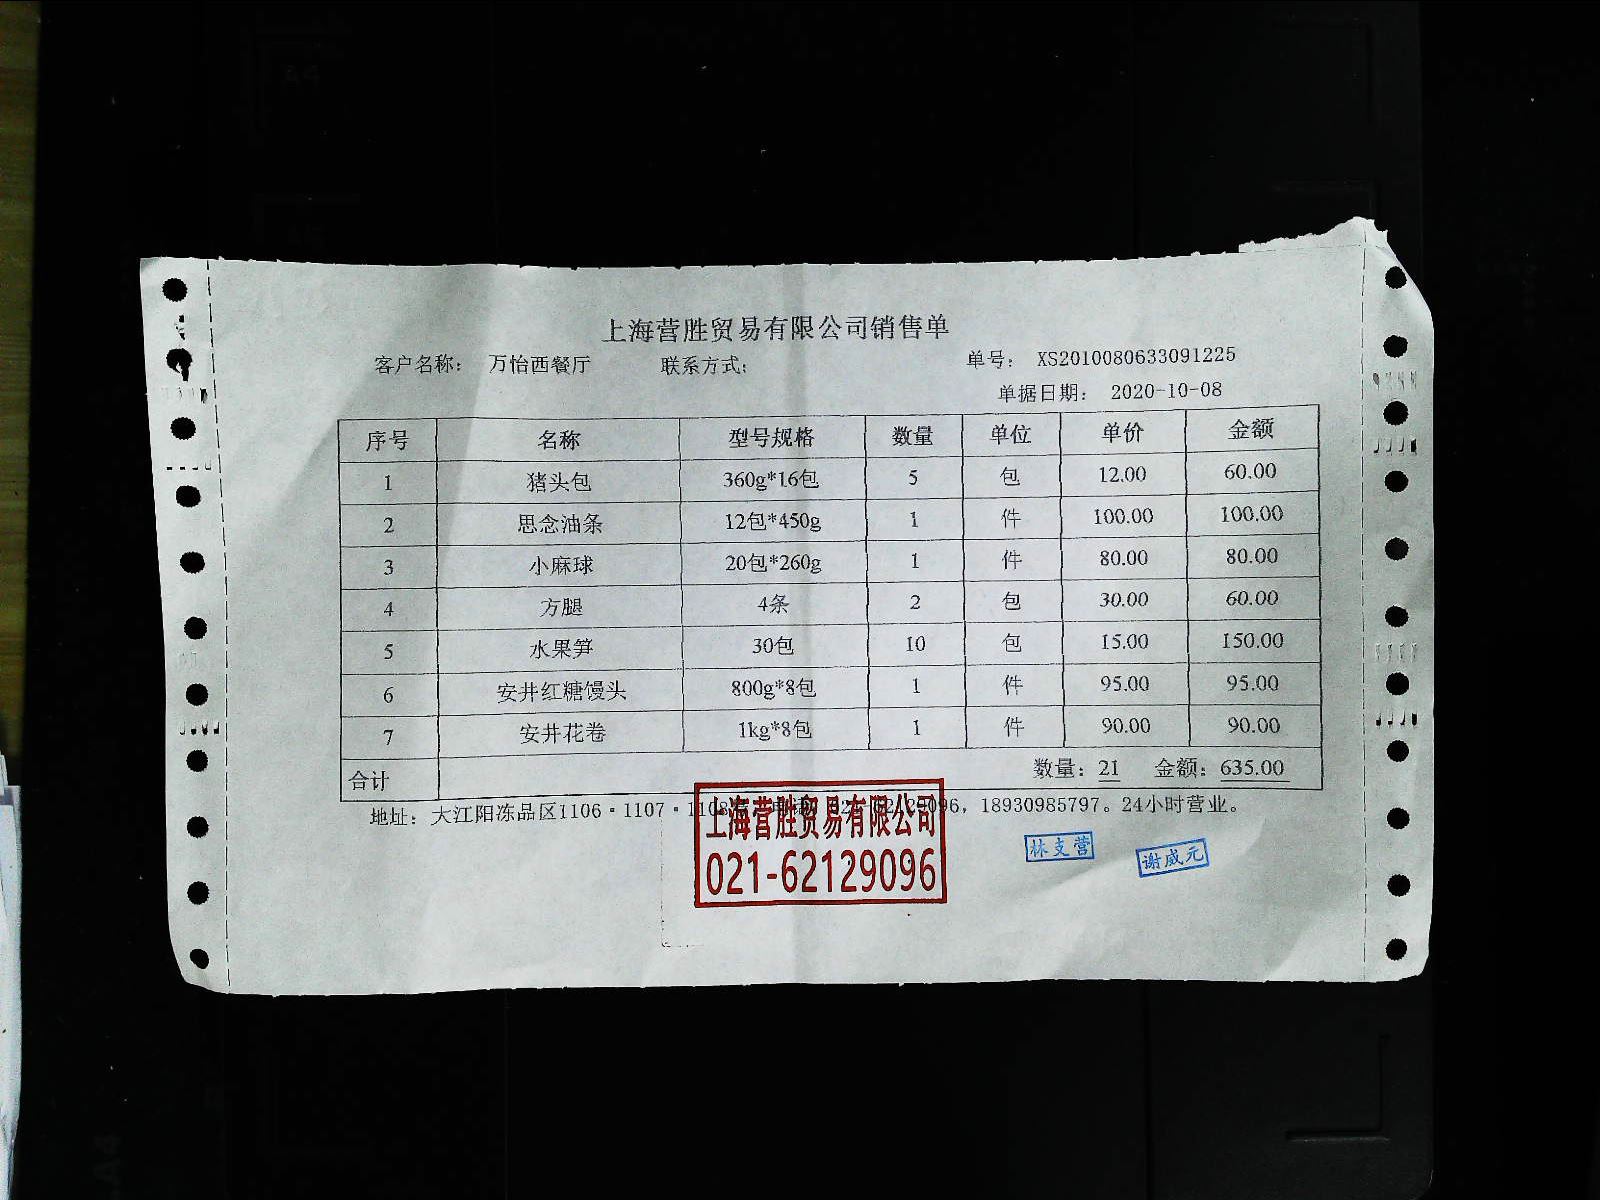 上海营胜贸易有限公司销售单
客户名称： 万怡西餐厅 联系方式： 单号： XS2010080633091225
单据日期： 2020-10-08
序号 名称 型号规格 数量 单位 单价 金额
1 猪头包 360g*16包 5 包 12.00 60.00
2 思念油条 12包*450g 1 件 100.00 100.00
3 小麻球 20包*260g 1 件 80.00 80.00
4 方腿 4条 2 包 30.00 60.00
5 水果笋 30包 10 包 15.00 150.00
6 安井红糖馒头 800g*8包 1 件 95.00 95.00
7 安井花卷 1kg*8包 1 件 90.00 90.00
合计 数量：21 金额：635.00
地址：大江阳冻品区1106·1107·1108 62129096，18930985797。24小时营业。
上海营胜贸易有限公司
021-62129096
林支营
谢威元